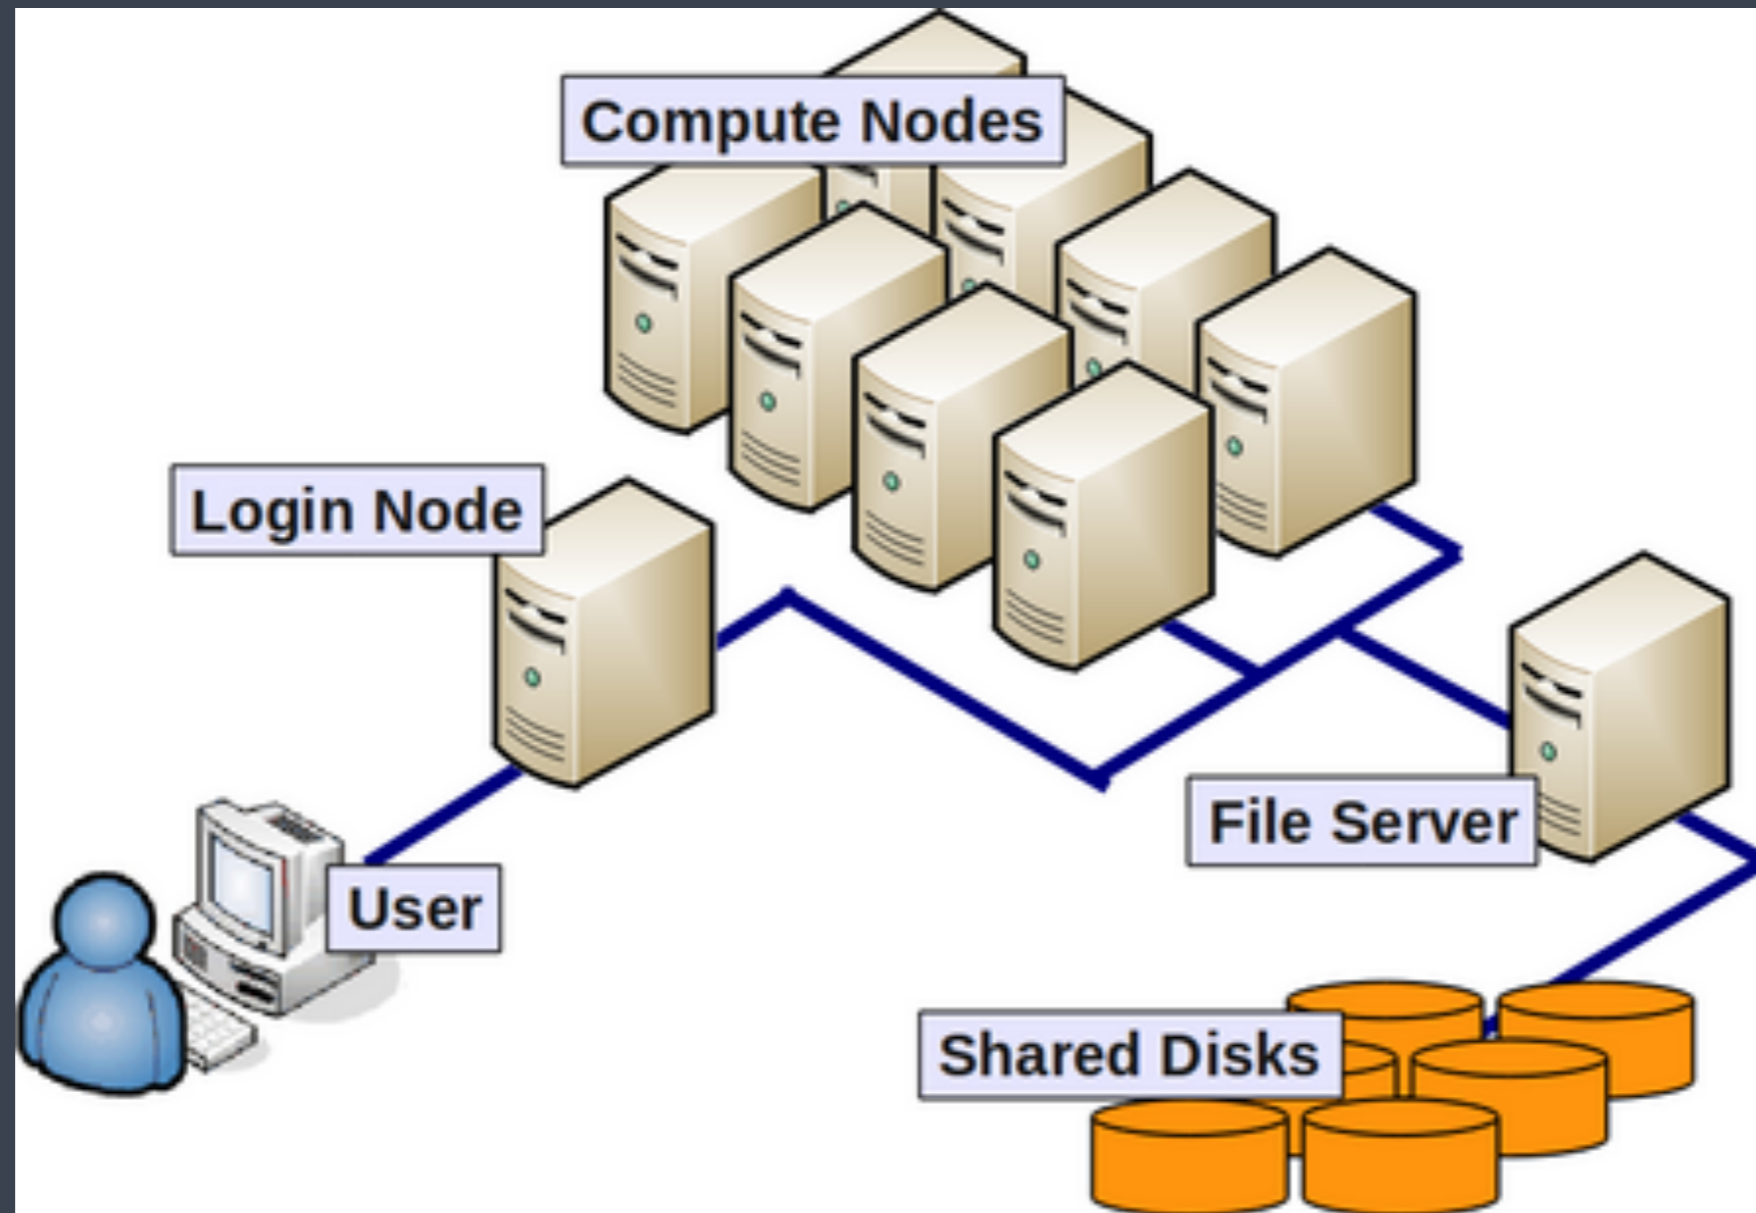 Compute Nodes
Login Node
File Server
User
Shared Disks